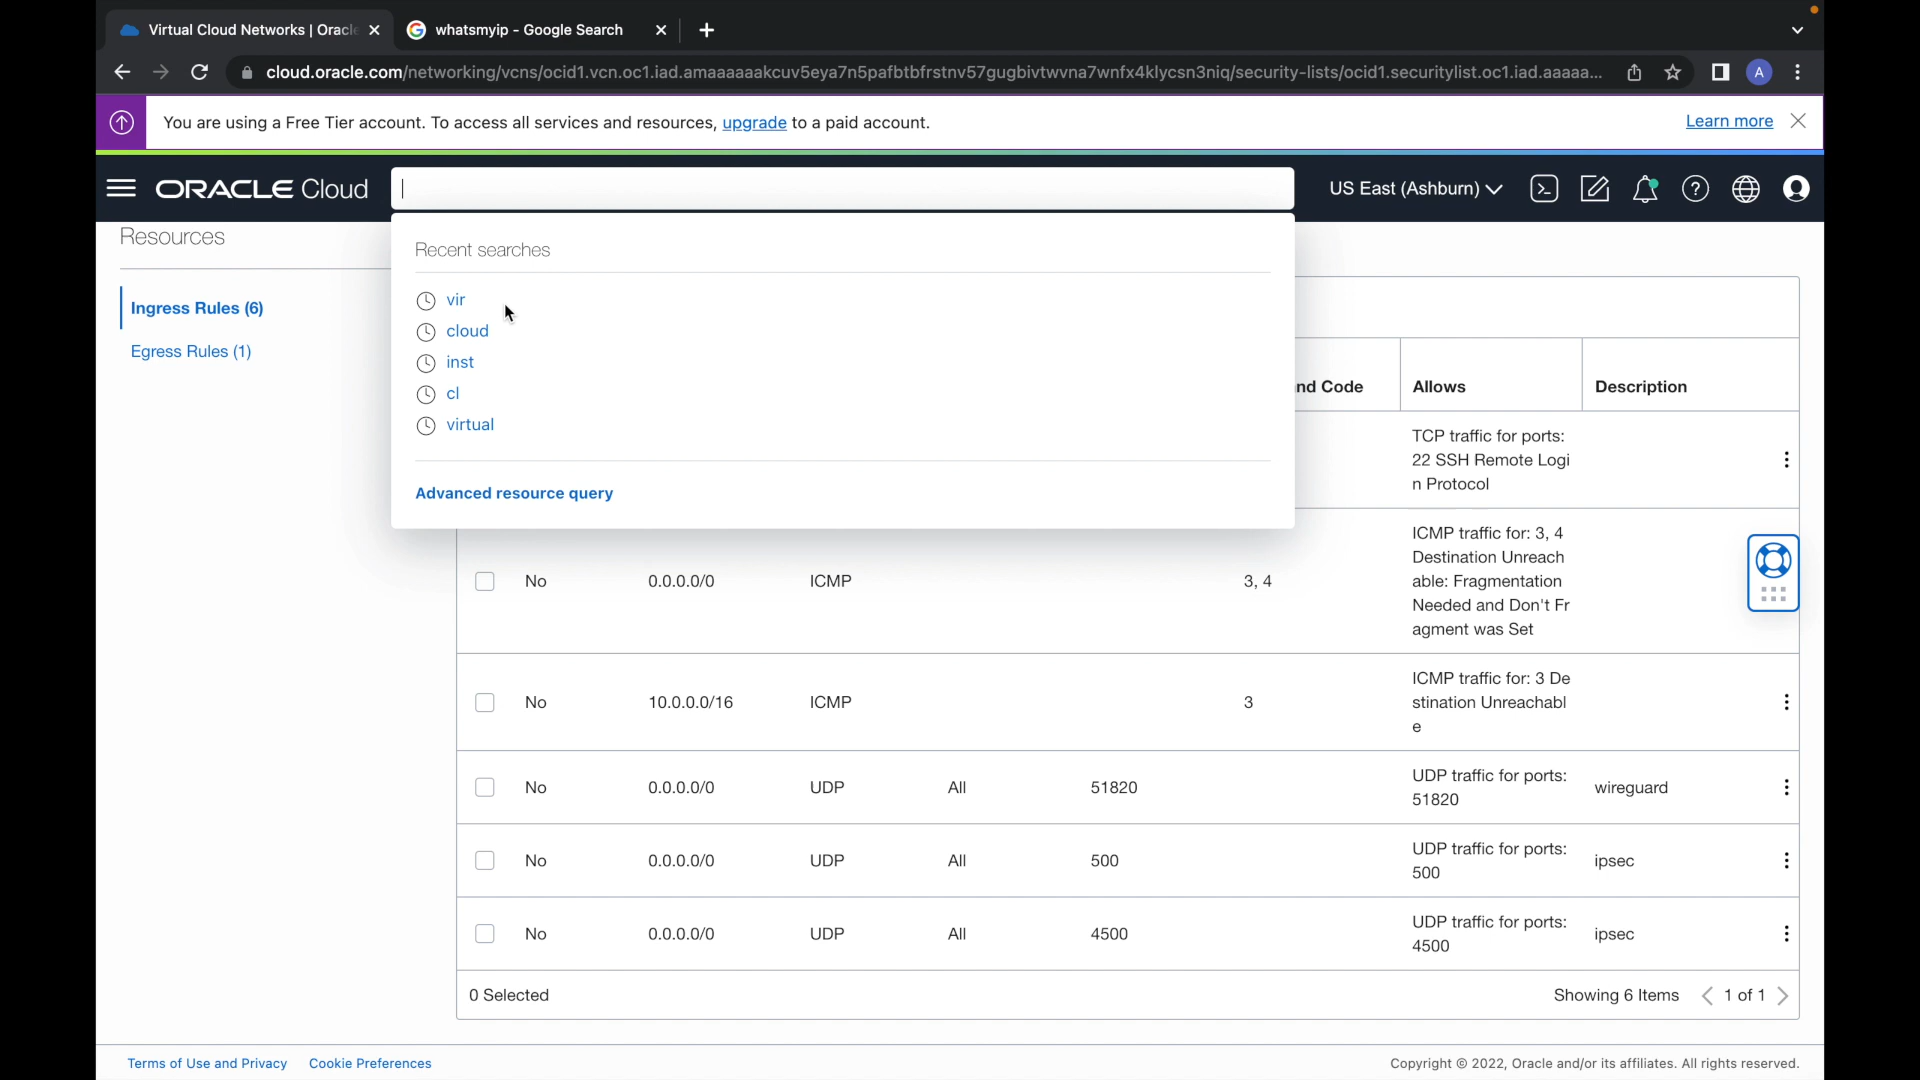 Virtual Cloud Networks | Oracle
whatsmyip - Google Search
cloud.oracle.com/networking/vcns/ocid1.vcn.oc1.iad.amaaaaaakcuv5eya7n5pafbtbfrstnv57gugbivtwvna7wnfx4klycsn3niq/security-lists/ocid1.securitylist.oc1.iad.aaaaa...
A
You are using a Free Tier account. To access all services and resources, upgrade to a paid account.
Learn more
ORACLE Cloud
US East (Ashburn)
Resources
Ingress Rules (6)
Egress Rules (1)
Recent searches
vir
cloud
inst
cl
virtual
Advanced resource query
nd Code
Allows
Description
TCP traffic for ports:
22 SSH Remote Logi
n Protocol
No
0.0.0.0/0
ICMP
3, 4
ICMP traffic for: 3, 4
Destination Unreach
able: Fragmentation
Needed and Don't Fr
agment was Set
No
10.0.0.0/16
ICMP
3
ICMP traffic for: 3 De
stination Unreachabl
e
No
0.0.0.0/0
UDP
All
51820
UDP traffic for ports:
51820
wireguard
No
0.0.0.0/0
UDP
All
500
UDP traffic for ports:
500
ipsec
No
0.0.0.0/0
UDP
All
4500
UDP traffic for ports:
4500
ipsec
0 Selected
Showing 6 Items
1 of 1
Terms of Use and Privacy
Cookie Preferences
Copyright © 2022, Oracle and/or its affiliates. All rights reserved.